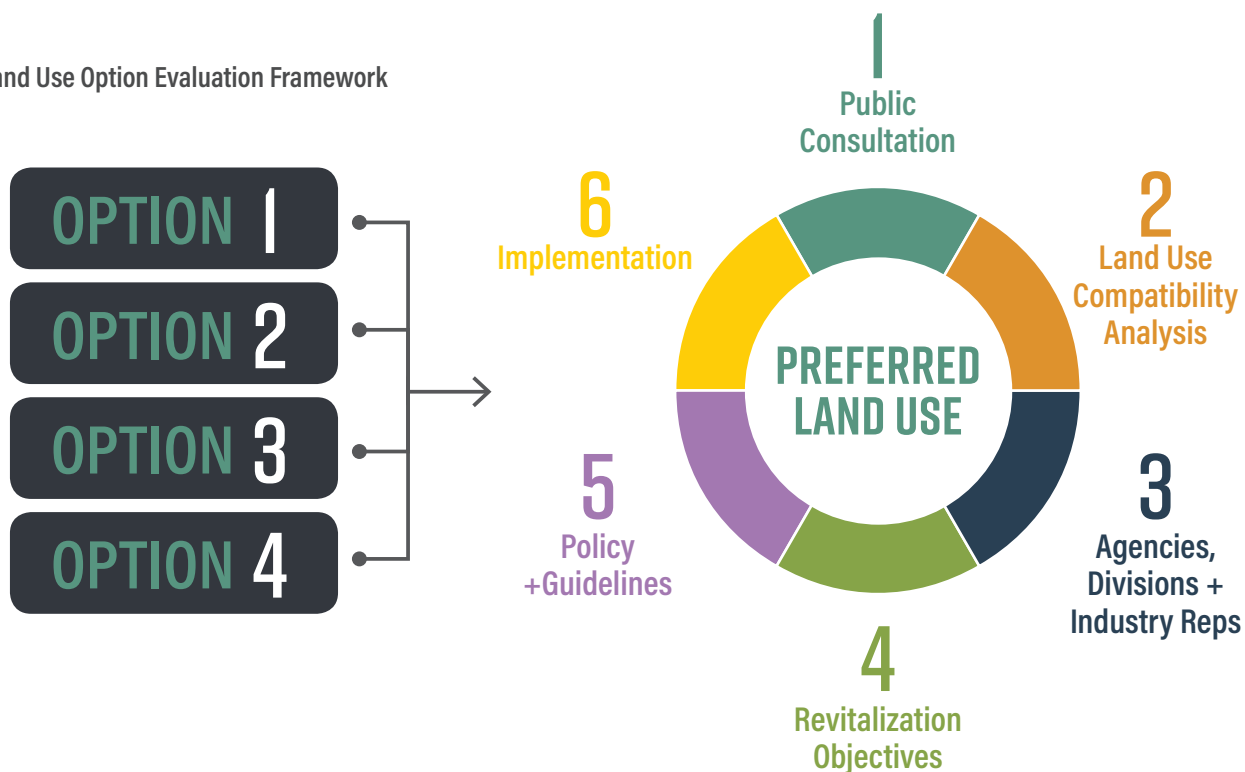 and Use Option Evaluation Framework
OPTION 1
OPTION 2
OPTION 3
OPTION 4
PREFERRED
LAND USE
1
Public
Consultation
2
Land Use
Compatibility
Analysis
3
Agencies,
Divisions +
Industry Reps
4
Revitalization
Objectives
5
Policy
+Guidelines
6
Implementation